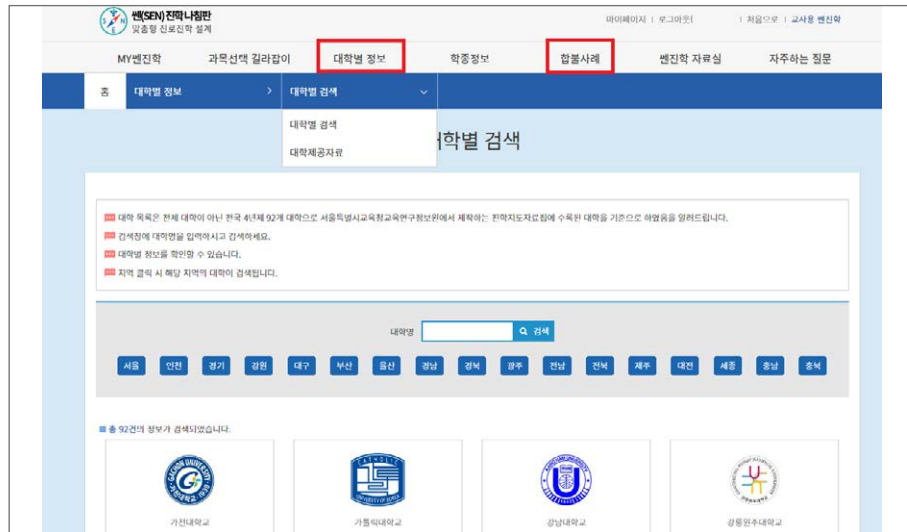 쎈(SEN) 진학 나침판
맞춤형 진로진학 설계
마이페이지 | 로그아웃( | 처음으로 | 교사용 쎈진학
MY쎈진학 과목선택 길라잡이 대학별 정보 학종정보 합불사례 쎈진학 자료실 자주하는 질문
홈 대학별 정보 > 대학별 검색
대학별 검색
대학제공자료
대학별 검색
대학 목록은 전체 대학이 아닌 전국 4년제 92개 대학으로 서울특별시교육청교육연구정보원에서 제작하는 진학지도자료집에 수록된 대학을 기준으로 하였음을 알려드립니다.
검색창에 대학명을 입력하시고 검색하세요.
대학별 정보를 확인할 수 있습니다.
지역 클릭 시 해당 지역의 대학이 검색됩니다.
대학명 검색
서울 인천 경기 강원 대구 부산 울산 경남 경북 광주 전남 전북 제주 대전 세종 충남 충북
총 92건의 정보가 검색되었습니다.
가천대학교 가톨릭대학교 강남대학교 강릉원주대학교